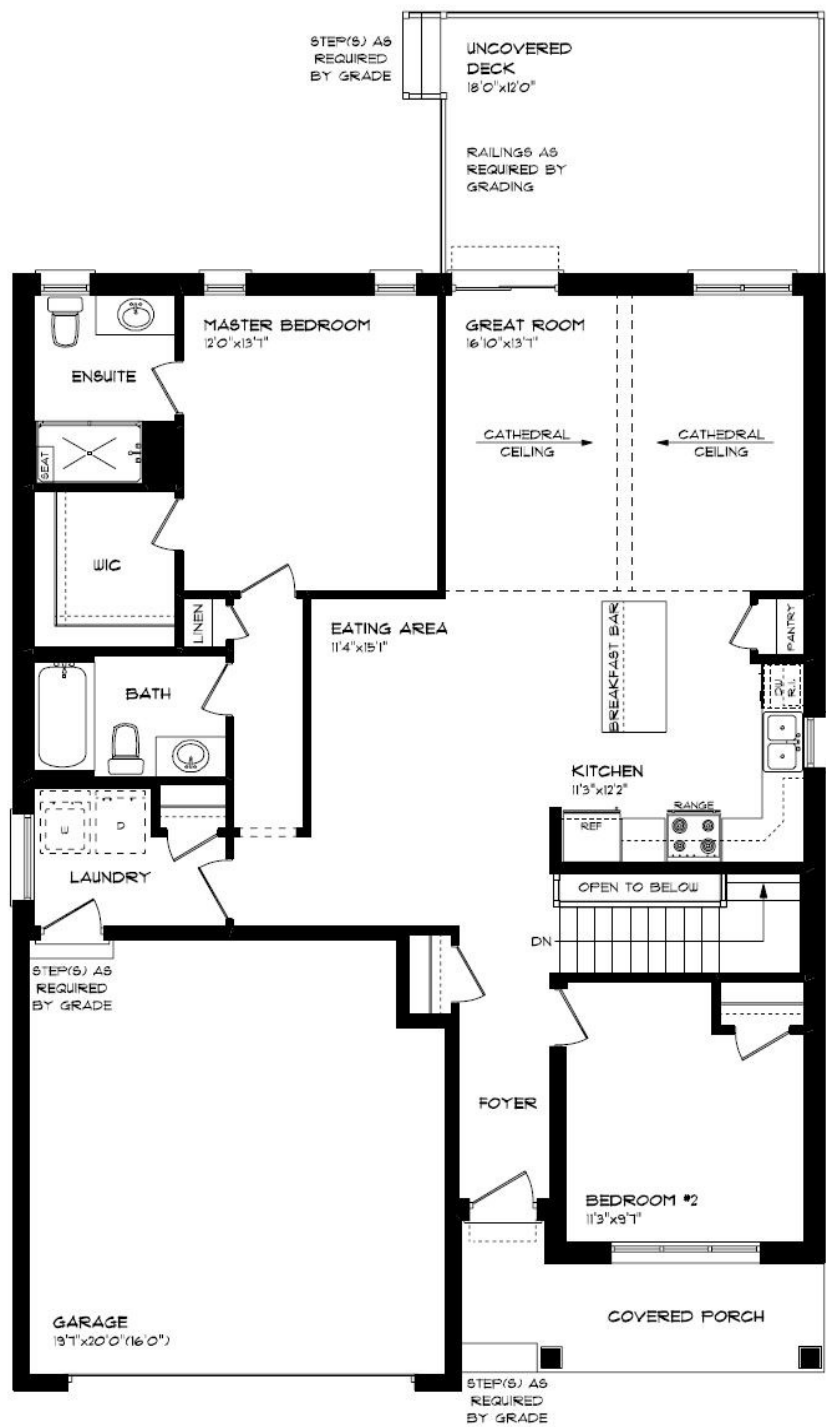 STEP(S) AS
REQUIRED
BY GRADE
UNCOVERED
DECK
18'0"x12'0"
RAILINGS AS
REQUIRED BY
GRADING
MASTER BEDROOM
12'0"x13'7"
GREAT ROOM
16'10"x13'7"
ENSUITE
CATHEDRAL
CEILING
CATHEDRAL
CEILING
SEAT
WIC
LINEN
EATING AREA
11'4"x15'1"
BREAKFAST BAR
PANTRY
BATH
DW
R.I.
KITCHEN
11'3"x12'2"
REF
RANGE
D
LAUNDRY
OPEN TO BELOW
DN
STEP(S) AS
REQUIRED
BY GRADE
FOYER
BEDROOM #2
11'3"x9'7"
GARAGE
19'7"x20'0"(16'0")
COVERED PORCH
STEP(S) AS
REQUIRED
BY GRADE